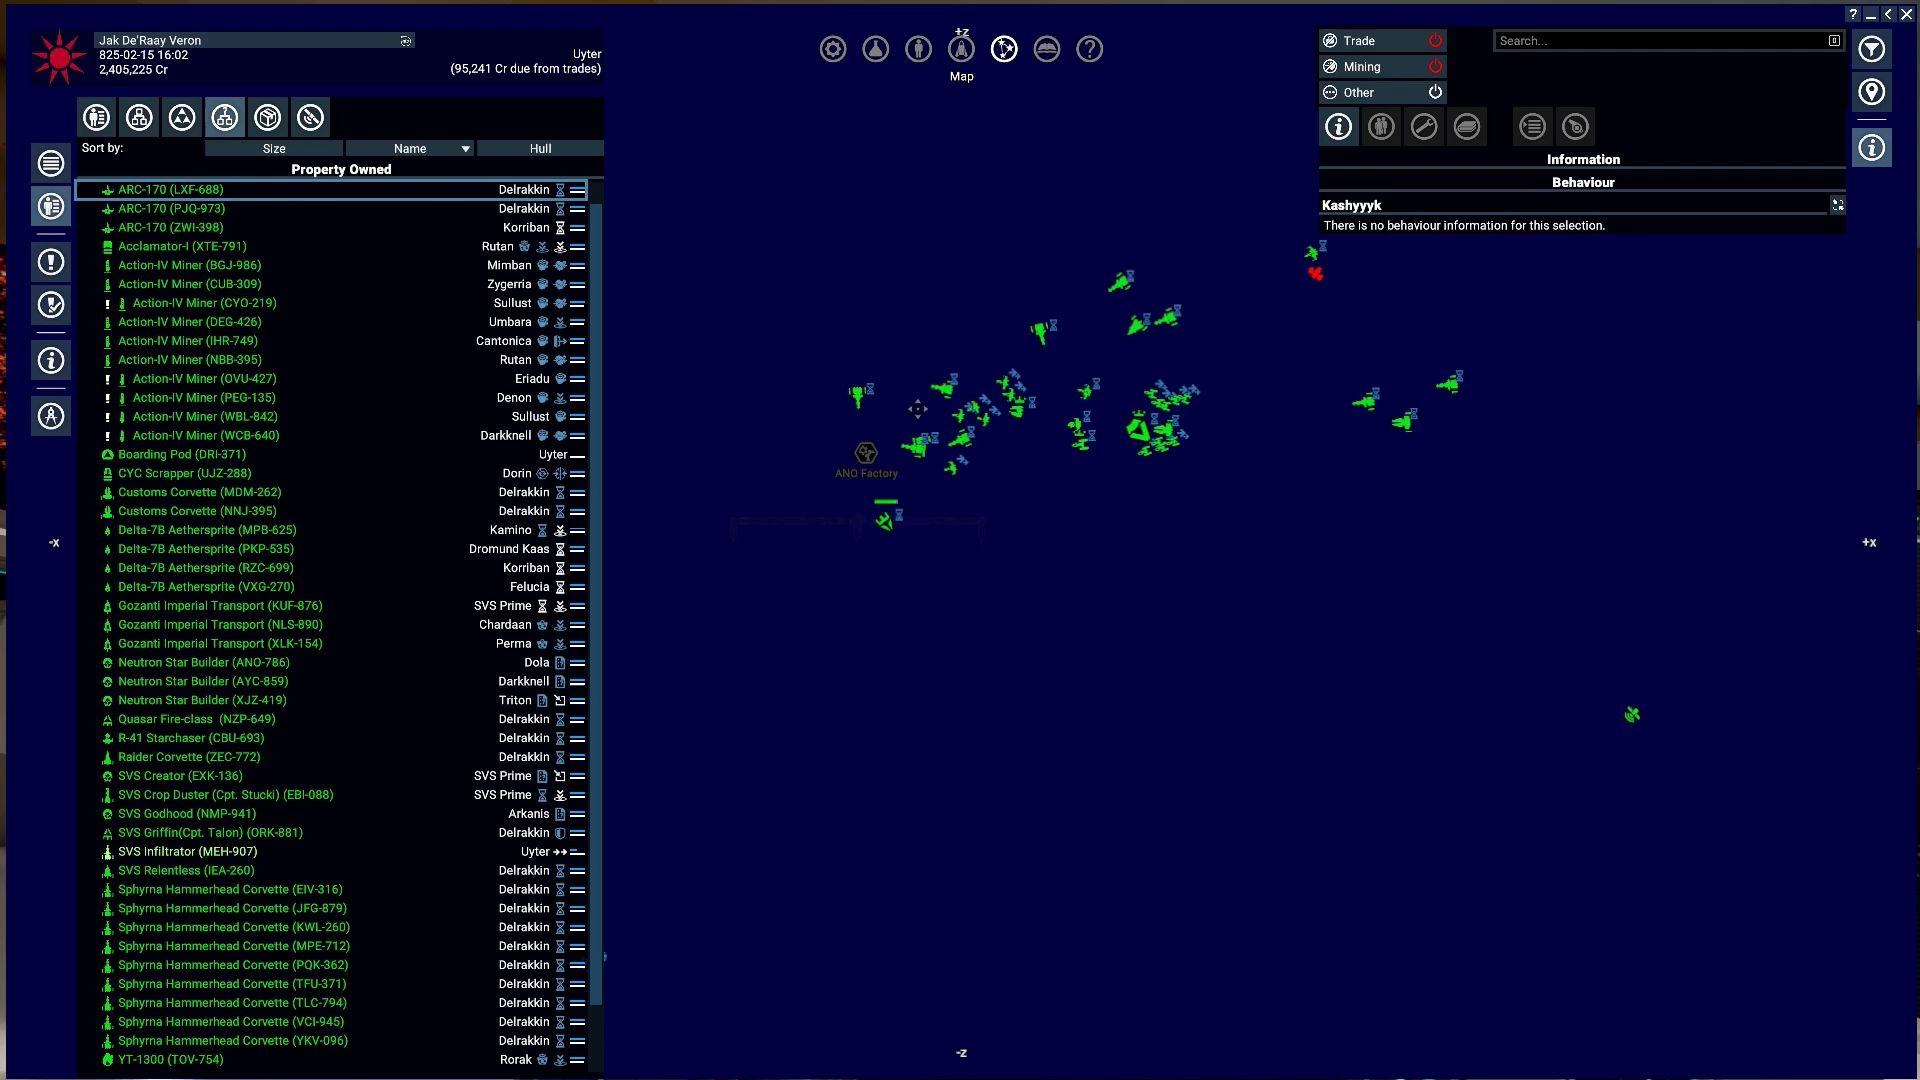 Jak De'Raay Veron
825-02-15 16:02
Uyter
2,405,225 Cr
(95,241 Cr due from trades)
+z
Map
Trade
Mining
Other
Search...
Sort by:
Size
Name
Hull
Property Owned
ARC-170 (LXF-688) Delrakkin
ARC-170 (PJQ-973) Delrakkin
ARC-170 (ZWI-398) Korriban
Acclamator-I (XTE-791) Rutan
Action-IV Miner (BGJ-986) Mimban
Action-IV Miner (CUB-309) Zygerria
! Action-IV Miner (CYO-219) Sullust
Action-IV Miner (DEG-426) Umbara
Action-IV Miner (IHR-749) Cantonica
Action-IV Miner (NBB-395) Rutan
! Action-IV Miner (OVU-427) Eriadu
! Action-IV Miner (PEG-135) Denon
! Action-IV Miner (WBL-842) Sullust
! Action-IV Miner (WCB-640) Darkknell
Boarding Pod (DRI-371) Uyter
CYC Scrapper (UJZ-288) Dorin
Customs Corvette (MDM-262) Delrakkin
Customs Corvette (NNJ-395) Delrakkin
Delta-7B Aethersprite (MPB-625) Kamino
Delta-7B Aethersprite (PKP-535) Dromund Kaas
Delta-7B Aethersprite (RZC-699) Korriban
Delta-7B Aethersprite (VXG-270) Felucia
Gozanti Imperial Transport (KUF-876) SVS Prime
Gozanti Imperial Transport (NLS-890) Chardaan
Gozanti Imperial Transport (XLK-154) Perma
Neutron Star Builder (ANO-786) Dola
Neutron Star Builder (AYC-859) Darkknell
Neutron Star Builder (XJZ-419) Triton
Quasar Fire-class (NZP-649) Delrakkin
R-41 Starchaser (CBU-693) Delrakkin
Raider Corvette (ZEC-772) Delrakkin
SVS Creator (EXK-136) SVS Prime
SVS Crop Duster (Cpt. Stucki) (EBI-088) SVS Prime
SVS Godhood (NMP-941) Arkanis
SVS Griffin(Cpt. Talon) (ORK-881) Delrakkin
SVS Infiltrator (MEH-907) Uyter
SVS Relentless (IEA-260) Delrakkin
Sphyrna Hammerhead Corvette (EIV-316) Delrakkin
Sphyrna Hammerhead Corvette (JFG-879) Delrakkin
Sphyrna Hammerhead Corvette (KWL-260) Delrakkin
Sphyrna Hammerhead Corvette (MPE-712) Delrakkin
Sphyrna Hammerhead Corvette (PQK-362) Delrakkin
Sphyrna Hammerhead Corvette (TFU-371) Delrakkin
Sphyrna Hammerhead Corvette (TLC-794) Delrakkin
Sphyrna Hammerhead Corvette (VCI-945) Delrakkin
Sphyrna Hammerhead Corvette (YKV-096) Delrakkin
YT-1300 (TOV-754) Rorak
Information
Behaviour
Kashyyyk
There is no behaviour information for this selection.
ANO Factory
-x
+x
-z